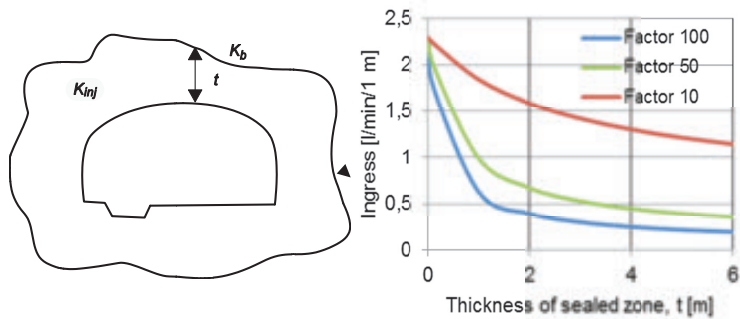 K_b
K_inj
t
Ingress [l/min/1 m]
2,5
2
1,5
1
0,5
0
Factor 100
Factor 50
Factor 10
0 2 4 6
Thickness of sealed zone, t [m]